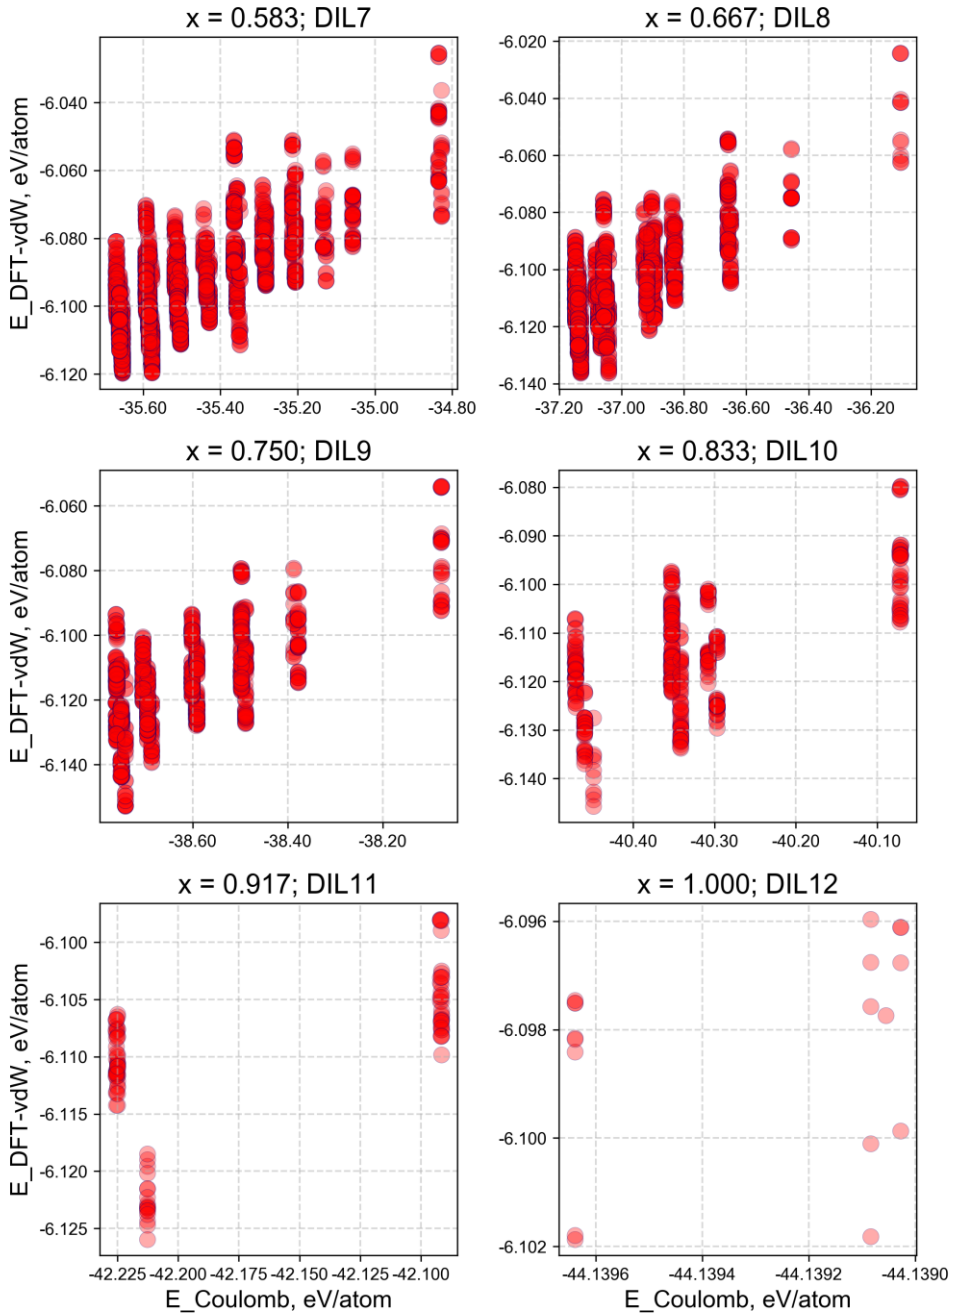 x = 0.583; DIL7
x = 0.667; DIL8
E_DFT-vdW, eV/atom
-6.040
-6.060
-6.080
-6.100
-6.120
-35.60 -35.40 -35.20 -35.00 -34.80
-6.020
-6.040
-6.060
-6.080
-6.100
-6.120
-6.140
-37.20 -37.00 -36.80 -36.60 -36.40 -36.20
x = 0.750; DIL9
x = 0.833; DIL10
E_DFT-vdW, eV/atom
-6.060
-6.080
-6.100
-6.120
-6.140
-38.60 -38.40 -38.20
-6.080
-6.090
-6.100
-6.110
-6.120
-6.130
-6.140
-40.40 -40.30 -40.20 -40.10
x = 0.917; DIL11
x = 1.000; DIL12
E_DFT-vdW, eV/atom
-6.100
-6.105
-6.110
-6.115
-6.120
-6.125
-42.225 -42.200 -42.175 -42.150 -42.125 -42.100
E_Coulomb, eV/atom
-6.096
-6.098
-6.100
-6.102
-44.1396 -44.1394 -44.1392 -44.1390
E_Coulomb, eV/atom